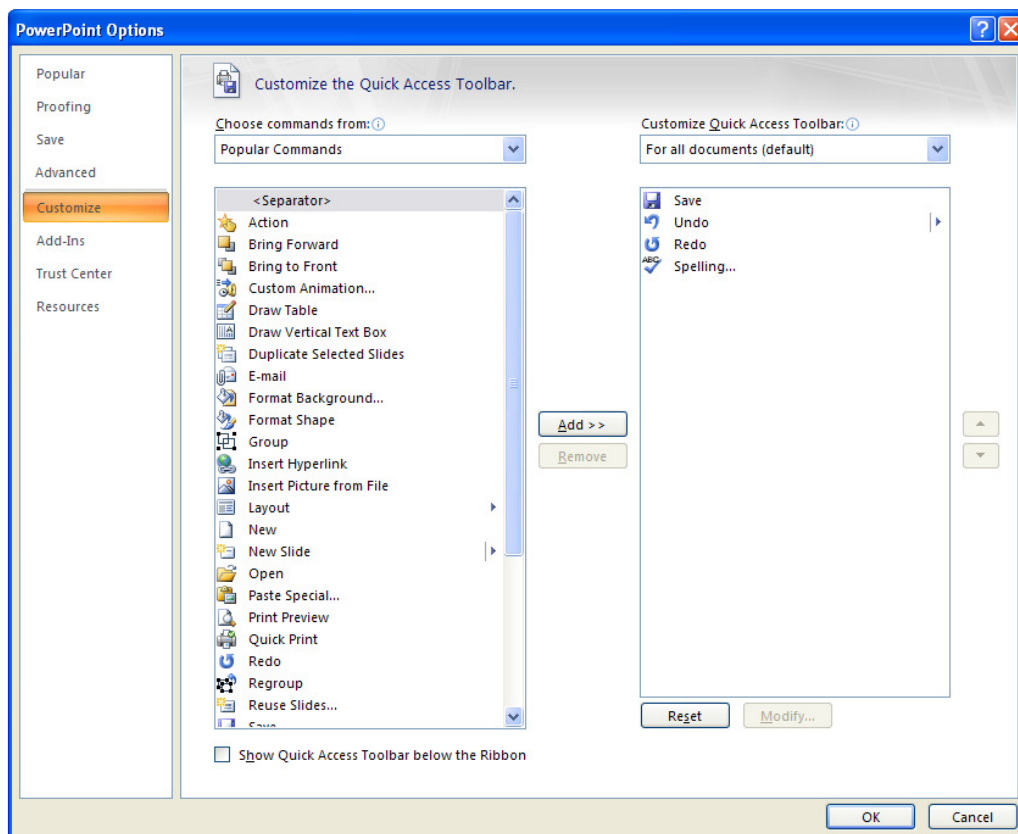 PowerPoint Options
Popular
Proofing
Save
Advanced
Customize
Add-Ins
Trust Center
Resources
Customize the Quick Access Toolbar.
Choose commands from:
Popular Commands
<Separator>
Action
Bring Forward
Bring to Front
Custom Animation...
Draw Table
Draw Vertical Text Box
Duplicate Selected Slides
E-mail
Format Background...
Format Shape
Group
Insert Hyperlink
Insert Picture from File
Layout
New
New Slide
Open
Paste Special...
Print Preview
Quick Print
Redo
Regroup
Reuse Slides...
Save
Show Quick Access Toolbar below the Ribbon
Add >>
Remove
Customize Quick Access Toolbar:
For all documents (default)
Save
Undo
Redo
ABC
Spelling...
Reset
Modify...
OK
Cancel